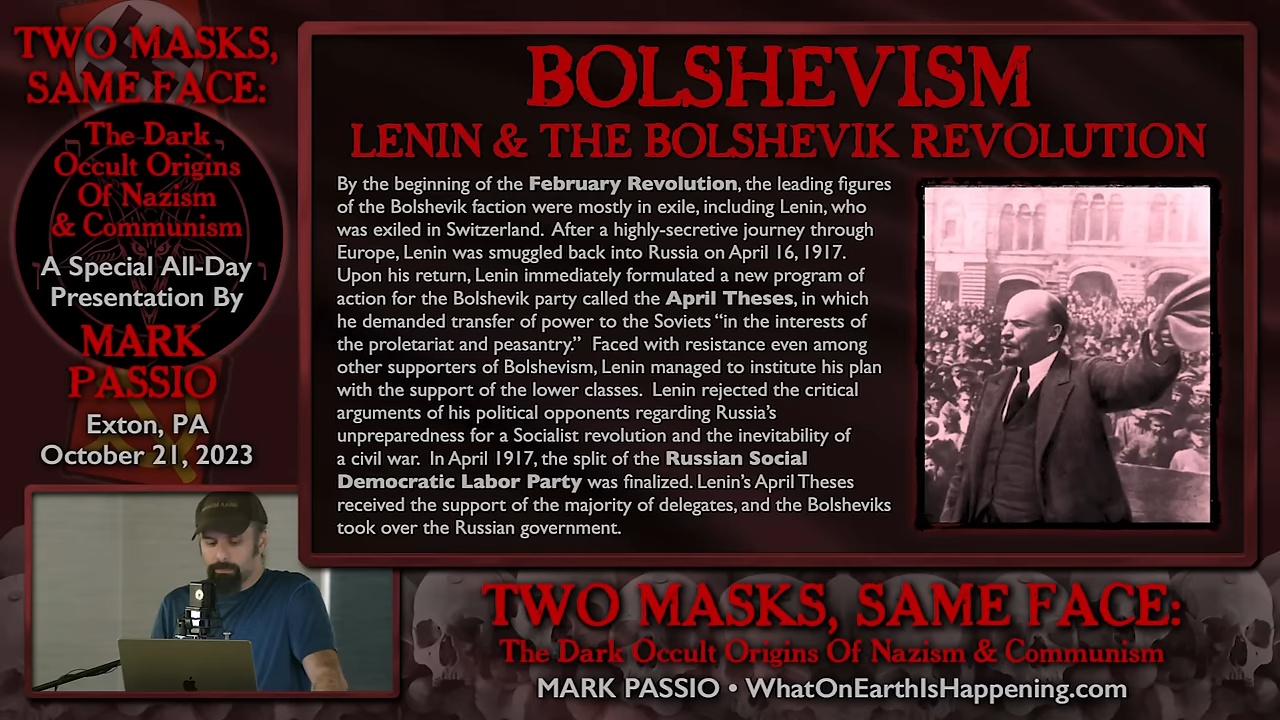 TWO MASKS,
SAME FACE:
The Dark
Occult Origins
Of Nazism
& Communism
A Special All-Day
Presentation By
MARK
PASSIO
Exton, PA
October 21, 2023
BOLSHEVISM
LENIN & THE BOLSHEVIK REVOLUTION
By the beginning of the February Revolution, the leading figures
of the Bolshevik faction were mostly in exile, including Lenin, who
was exiled in Switzerland. After a highly-secretive journey through
Europe, Lenin was smuggled back into Russia on April 16, 1917.
Upon his return, Lenin immediately formulated a new program of
action for the Bolshevik party called the April Theses, in which
he demanded transfer of power to the Soviets “in the interests of
the proletariat and peasantry.” Faced with resistance even among
other supporters of Bolshevism, Lenin managed to institute his plan
with the support of the lower classes. Lenin rejected the critical
arguments of his political opponents regarding Russia’s
unpreparedness for a Socialist revolution and the inevitability of
a civil war. In April 1917, the split of the Russian Social
Democratic Labor Party was finalized. Lenin’s April Theses
received the support of the majority of delegates, and the Bolsheviks
took over the Russian government.
TWO MASKS, SAME FACE:
The Dark Occult Origins Of Nazism & Communism
MARK PASSIO • WhatOnEarthIsHappening.com